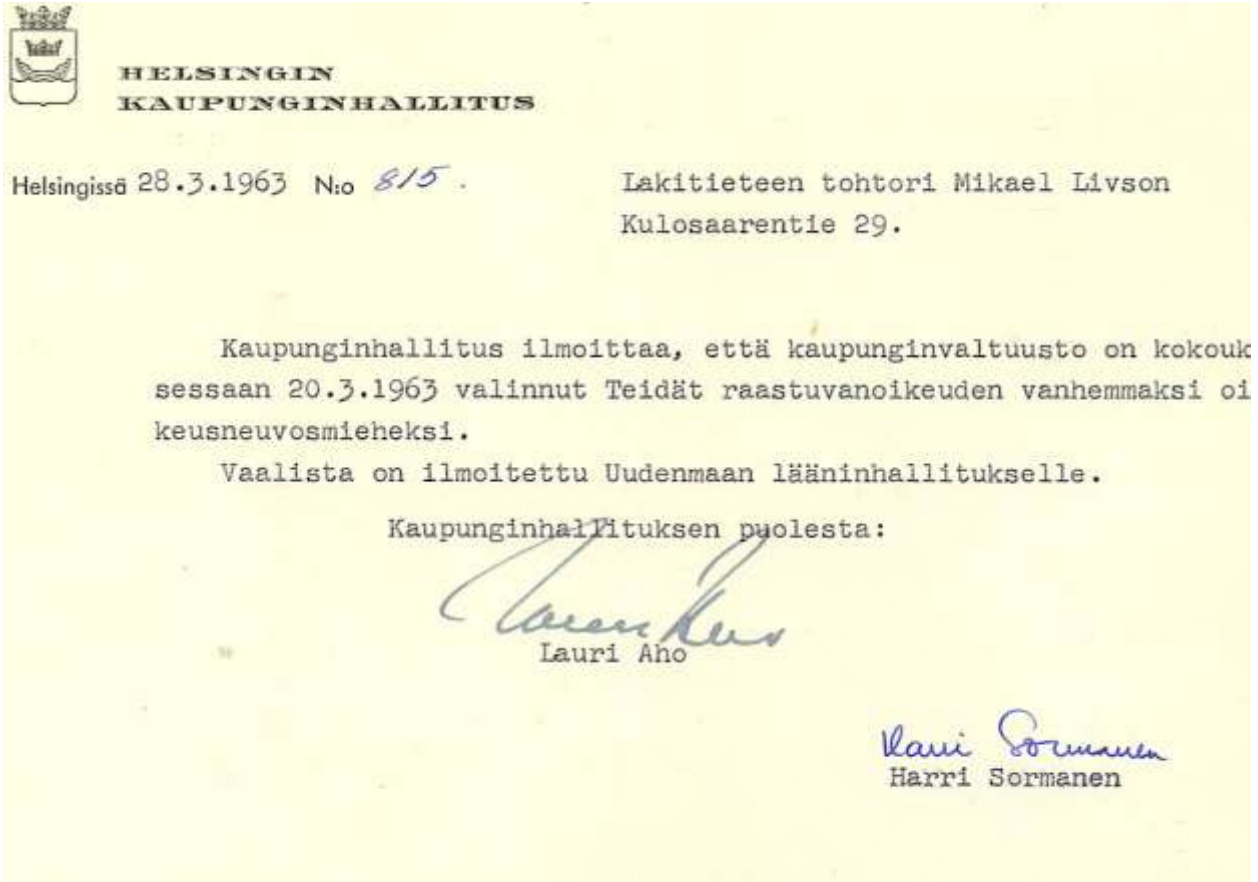 HELSINGIN
KAUPUNGINHALLITUS
Helsingissä 28.3.1963 N:o 815.
Lakitieteen tohtori Mikael Livson
Kulosaarentie 29.
Kaupunginhallitus ilmoittaa, että kaupunginvaltuusto on kokouk
sessaan 20.3.1963 valinnut Teidät raastuvanoikeuden vanhemmaksi oi
keusneuvosmieheksi.
Vaalista on ilmoitettu Uudenmaan lääninhallitukselle.
Kaupunginhallituksen puolesta:
Lauri Aho
Harri Sormanen
Harri Sormanen